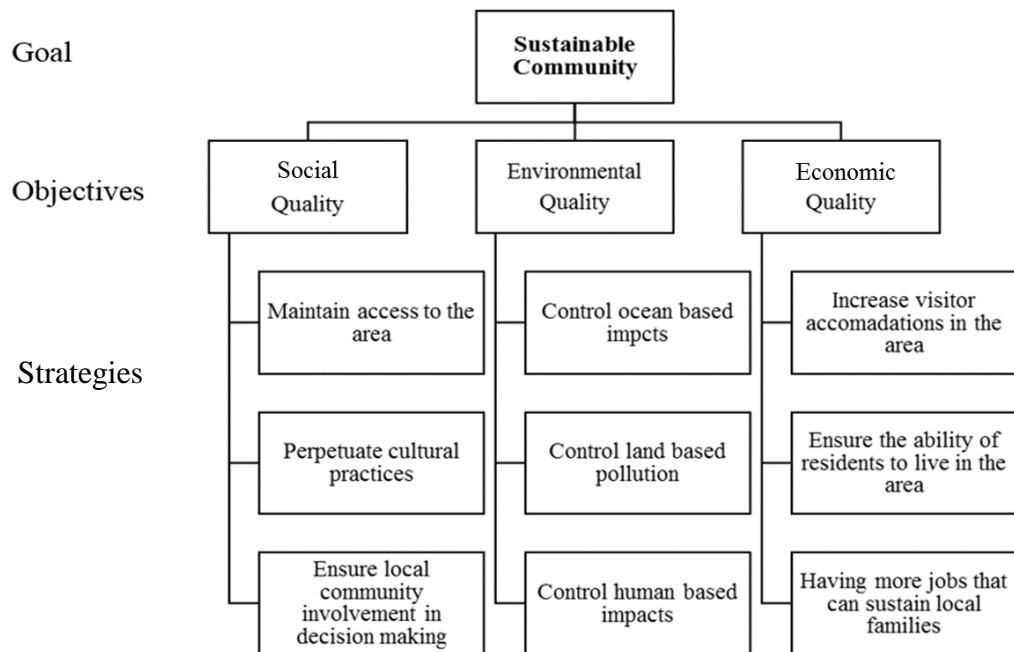 Goal
Sustainable
Community
Objectives
Social
Quality
Environmental
Quality
Economic
Quality
Strategies
Maintain access to the
area
Control ocean based
impcts
Increase visitor
accomadations in the
area
Perpetuate cultural
practices
Control land based
pollution
Ensure the ability of
residents to live in the
area
Ensure local
community
involvement in
decision making
Control human based
impacts
Having more jobs that
can sustain local
families